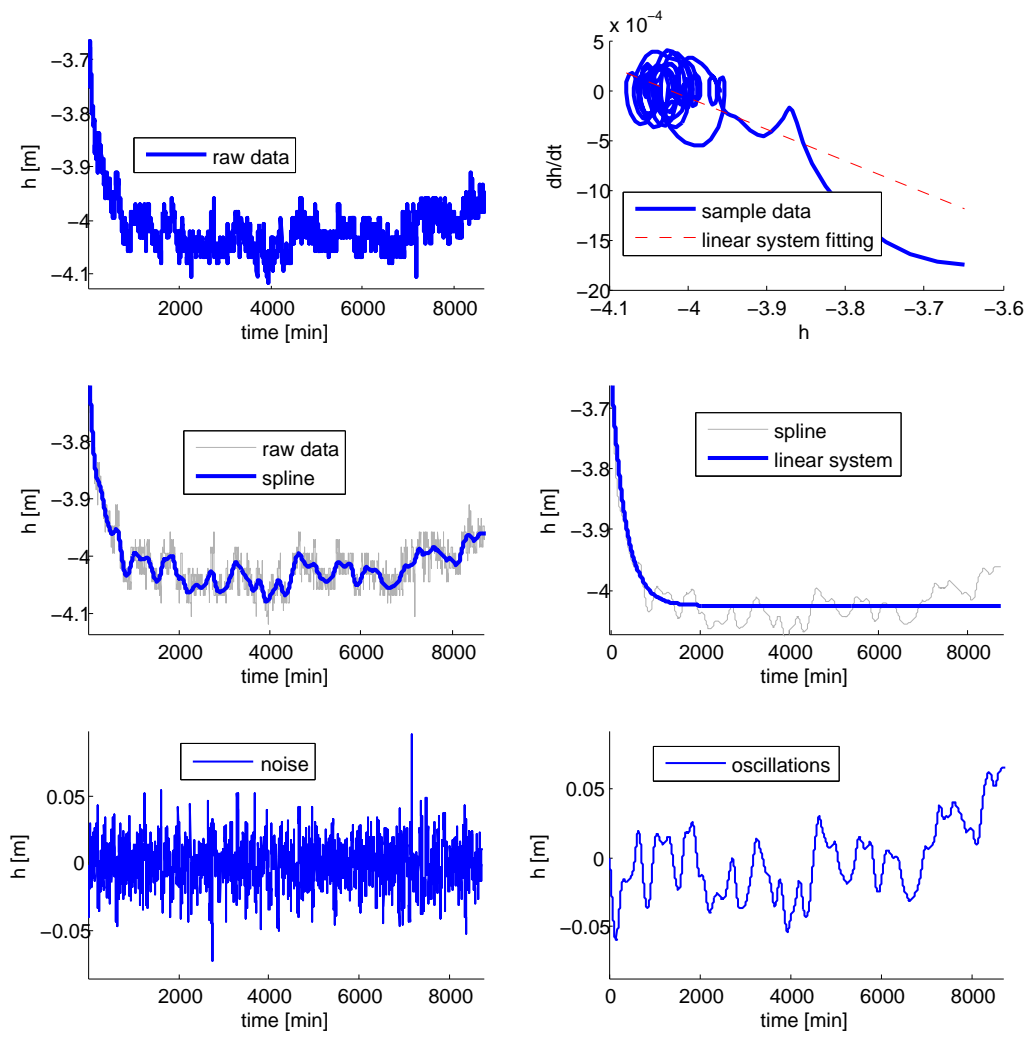 −3.7
−3.8
−3.9
−4
−4.1
h [m]
raw data
2000 4000 6000 8000
time [min]
x 10−4
5
0
−5
−10
−15
−20
dh/dt
sample data
linear system fitting
−4.1 −4 −3.9 −3.8 −3.7 −3.6
h
−3.8
−3.9
−4
−4.1
h [m]
raw data
spline
2000 4000 6000 8000
time [min]
−3.7
−3.8
−3.9
−4
h [m]
spline
linear system
0 2000 4000 6000 8000
time [min]
0.05
0
−0.05
h [m]
noise
2000 4000 6000 8000
time [min]
0.05
0
−0.05
h [m]
oscillations
0 2000 4000 6000 8000
time [min]